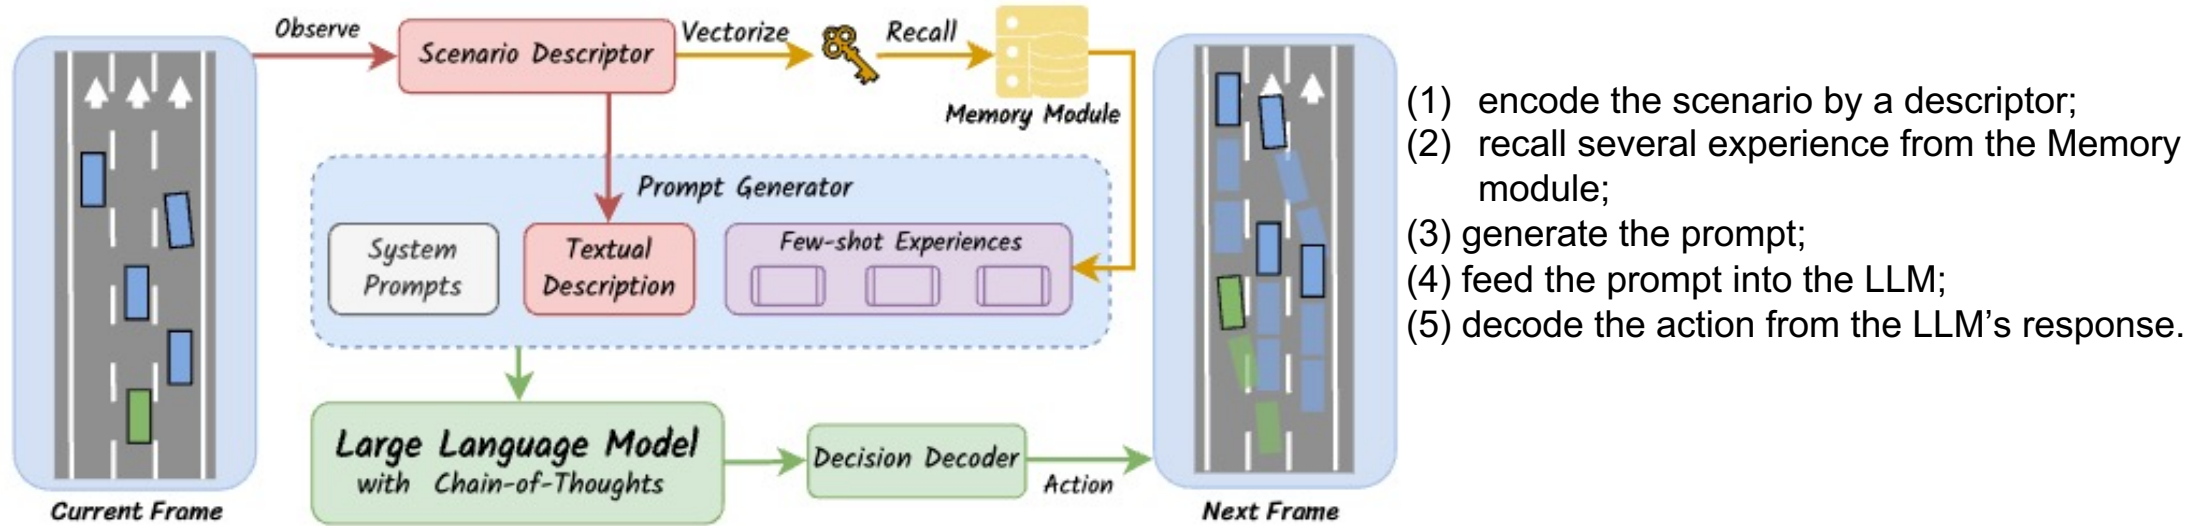 Observe
Scenario Descriptor
Vectorize
Recall
Memory Module
Prompt Generator
System
Prompts
Textual
Description
Few-shot Experiences
Large Language Model
with Chain-of-Thoughts
Decision Decoder
Action
Current Frame
Next Frame
(1) encode the scenario by a descriptor;
(2) recall several experience from the Memory
module;
(3) generate the prompt;
(4) feed the prompt into the LLM;
(5) decode the action from the LLM’s response.